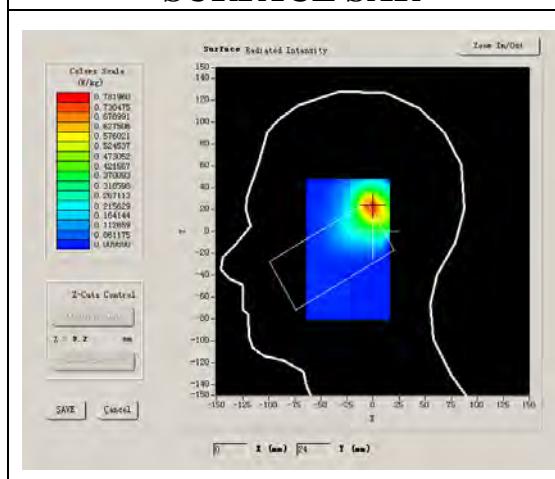 SURFACE SAR
Surface Radiated Intensity
Zoom In/Out
Colors Scale
(W/kg)
0.781960
0.730475
0.678991
0.627506
0.576021
0.524537
0.473052
0.421567
0.370083
0.318598
0.267113
0.215629
0.164144
0.112659
0.061175
0.009690
150
140
120
100
80
60
40
20
0
-20
-40
-60
-80
-100
-120
-140
-150
Y
-150 -125 -100 -75 -50 -25 0 25 50 75 100 125 150
X
Z-Cuts Control
Z = mm
SAVE
Cancel
0 X (mm) 24 Y (mm)